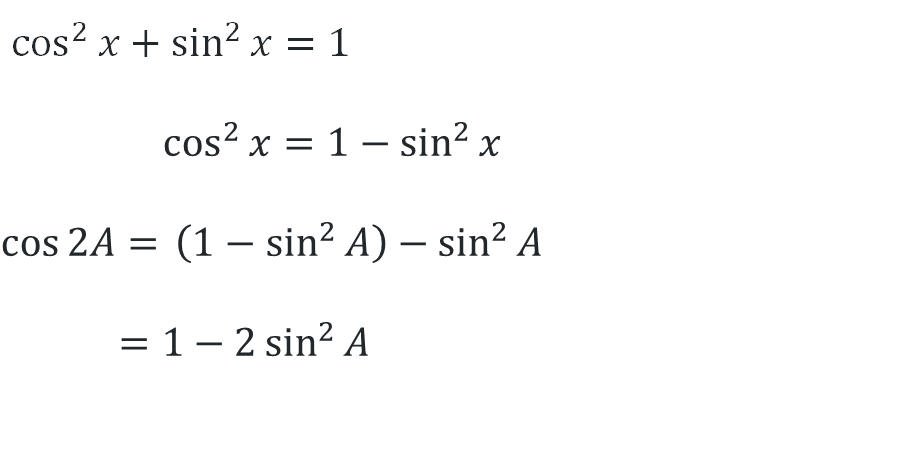 cos² x + sin² x = 1
cos² x = 1 − sin² x
cos 2A = (1 − sin² A) − sin² A
= 1 − 2 sin² A